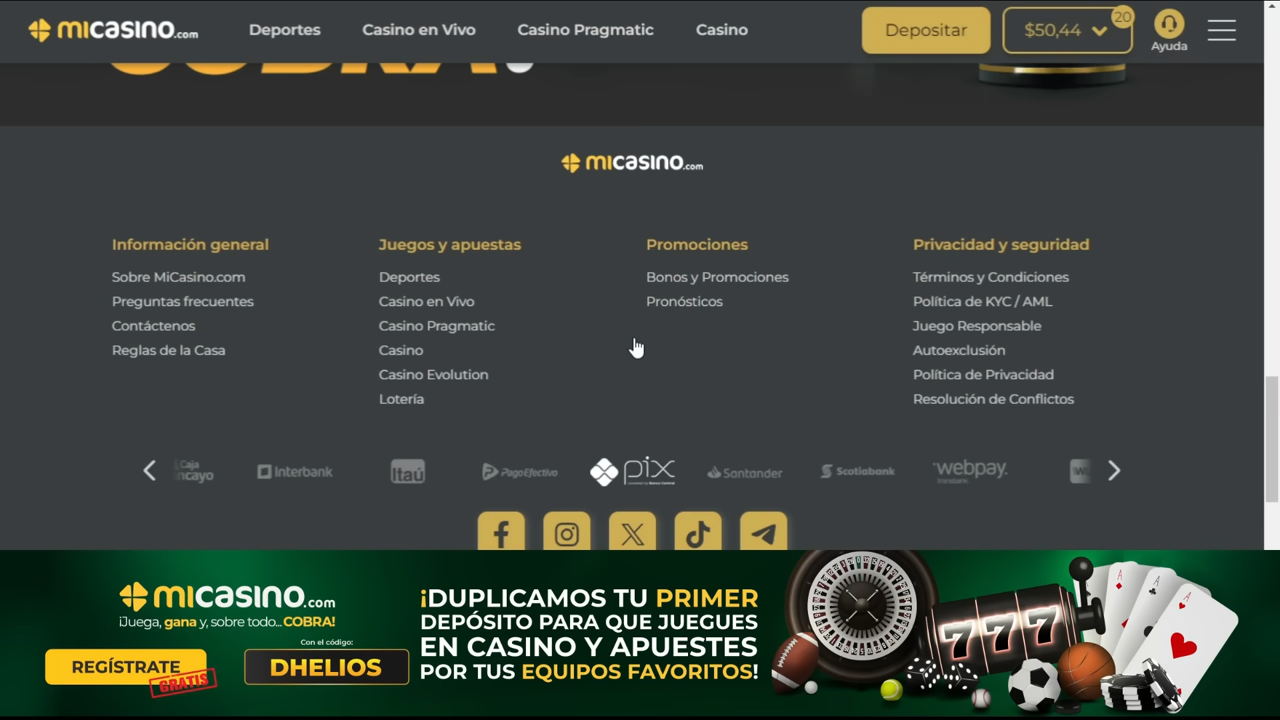 micasino.com
Deportes
Casino en Vivo
Casino Pragmatic
Casino
Depositar
$50,44
20
Ayuda
micasino.com
Información general
Sobre MiCasino.com
Preguntas frecuentes
Contáctenos
Reglas de la Casa
Juegos y apuestas
Deportes
Casino en Vivo
Casino Pragmatic
Casino
Casino Evolution
Lotería
Promociones
Bonos y Promociones
Pronósticos
Privacidad y seguridad
Términos y Condiciones
Política de KYC / AML
Juego Responsable
Autoexclusión
Política de Privacidad
Resolución de Conflictos
Caja
Interbank
Itaú
PagoEfectivo
pix
Santander
Scotiabank
webpay.
micasino.com
¡Juega, gana y, sobre todo... COBRA!
Con el código:
REGÍSTRATE
GRATIS
DHELIOS
¡DUPLICAMOS TU PRIMER
DEPÓSITO PARA QUE JUEGUES
EN CASINO Y APUESTES
POR TUS EQUIPOS FAVORITOS!
777
A
A
A